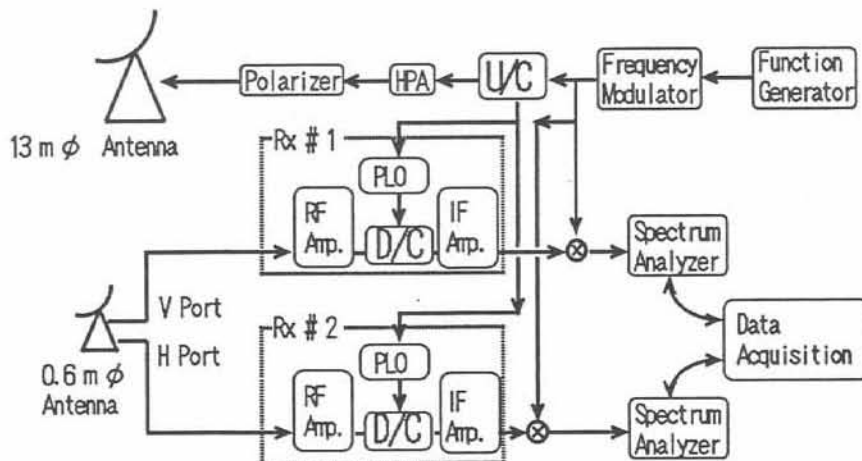 Polarizer
HPA
U/C
Frequency
Modulator
Function
Generator
13 m ϕ Antenna
Rx # 1
PLO
RF
Amp.
D/C
IF
Amp.
Spectrum
Analyzer
V Port
H Port
0.6 m ϕ
Antenna
Rx # 2
PLO
RF
Amp.
D/C
IF
Amp.
Data
Acquisition
Spectrum
Analyzer